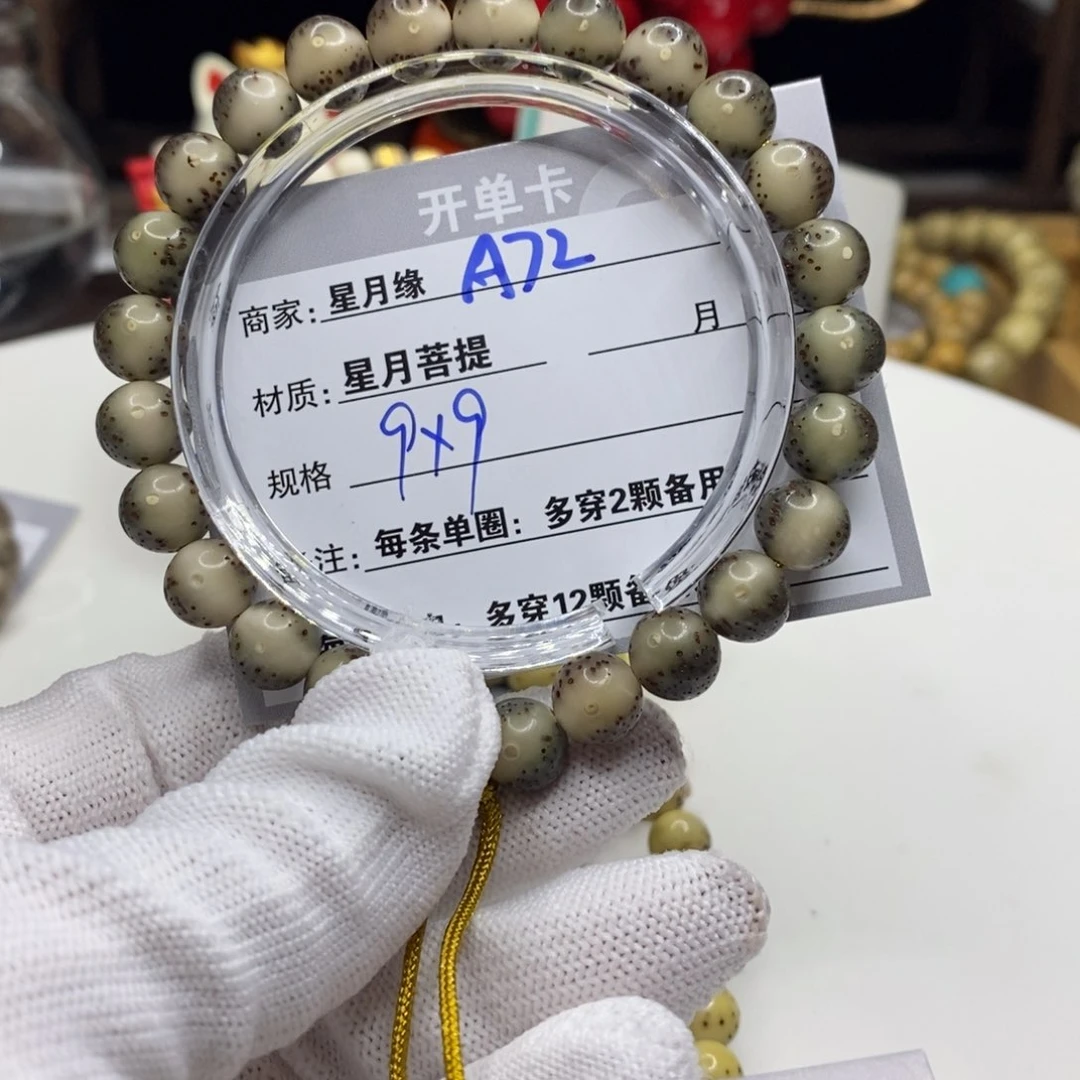 开单卡
商家: 星月缘 A72
材质: 星月菩提 月
规格 9x9
注: 每条单圈: 多穿2颗备用
多穿12颗备